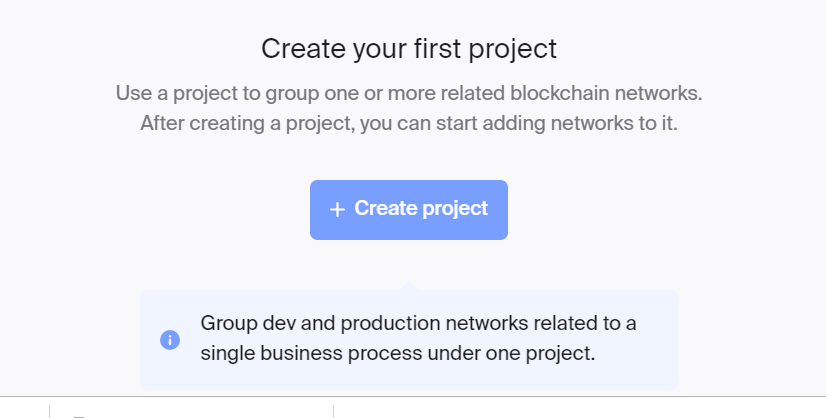 Create your first project
Use a project to group one or more related blockchain networks.
After creating a project, you can start adding networks to it.
+ Create project
Group dev and production networks related to a
single business process under one project.